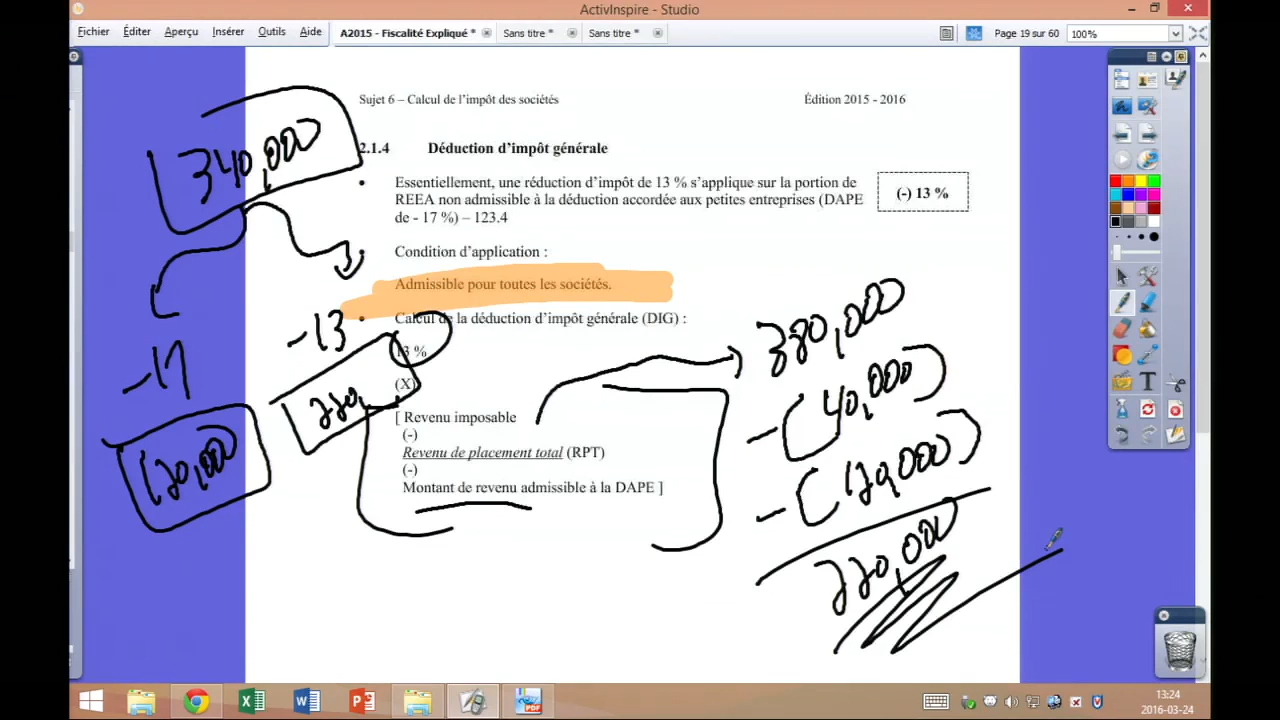 ActivInspire - Studio
Fichier Éditer Aperçu Insérer Outils Aide
A2015 - Fiscalité Expliqué * Sans titre * Sans titre *
Page 19 sur 60 100%
Sujet 6 – Calcul de l'impôt des sociétés Édition 2015 - 2016
2.1.4 Déduction d'impôt générale
• Essentiellement, une réduction d'impôt de 13 % s'applique sur la portion de
REEA non admissible à la déduction accordée aux petites entreprises (DAPE
de - 17 %) – 123.4
(-) 13 %
• Condition d'application :
Admissible pour toutes les sociétés.
• Calcul de la déduction d'impôt générale (DIG) :
13 %
(X)
[ Revenu imposable
(-)
Revenu de placement total (RPT)
(-)
Montant de revenu admissible à la DAPE ]
340,000
-17
120,000
-13
220,
380,000
-(40,000)
-(120,000)
220,000
13:24
2016-03-24